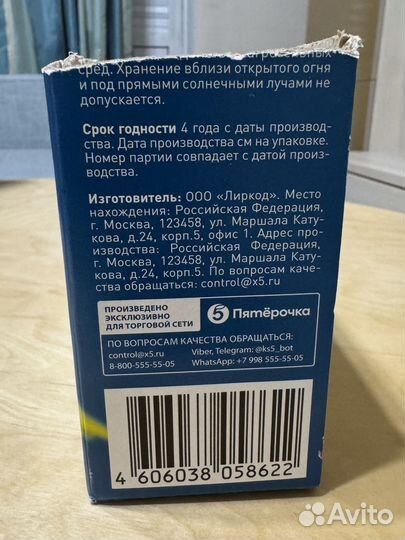 сред. Хранение вблизи открытого огня
и под прямыми солнечными лучами не
допускается.
Срок годности 4 года с даты производ-
ства. Дата производства см на упаковке.
Номер партии совпадает с датой произ-
водства.
Изготовитель: ООО «Лиркод». Место
нахождения: Российская Федерация,
г. Москва, 123458, ул. Маршала Кату-
кова, д.24, корп.5, офис 1. Адрес про-
изводства: Российская Федерация,
г. Москва, 123458, ул. Маршала Кату-
кова, д.24, корп.5. По вопросам каче-
ства обращаться: control@x5.ru
ПРОИЗВЕДЕНО
ЭКСКЛЮЗИВНО
ДЛЯ ТОРГОВОЙ СЕТИ
5 Пятёрочка
ПО ВОПРОСАМ КАЧЕСТВА ОБРАЩАТЬСЯ:
control@x5.ru Viber, Telegram: @ks5_bot
8-800-555-55-05 WhatsApp: +7 998 555-55-05
4 606038 058622
Avito